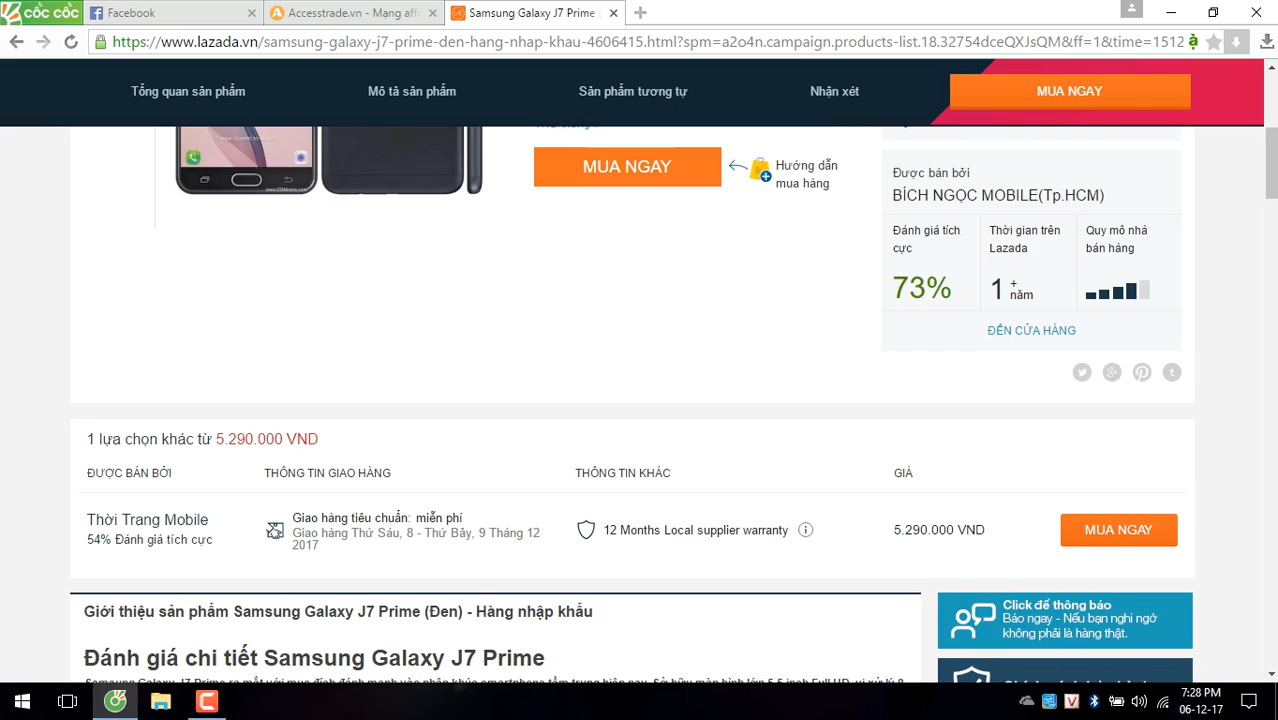 CỐC CỐC
Facebook
Accesstrade.vn - Mạng aff
Samsung Galaxy J7 Prime
https://www.lazada.vn/samsung-galaxy-j7-prime-den-hang-nhap-khau-4606415.html?spm=a2o4n.campaign.products-list.18.32754dceQXJsQM&ff=1&time=1512
Tổng quan sản phẩm
Mô tả sản phẩm
Sản phẩm tương tự
Nhận xét
MUA NGAY
MUA NGAY
Hướng dẫn
mua hàng
Được bán bởi
BÍCH NGỌC MOBILE(Tp.HCM)
Đánh giá tích
cực
73%
Thời gian trên
Lazada
1 + năm
Quy mô nhà
bán hàng
ĐẾN CỬA HÀNG
1 lựa chọn khác từ 5.290.000 VND
ĐƯỢC BÁN BỞI
THÔNG TIN GIAO HÀNG
THÔNG TIN KHÁC
GIÁ
Thời Trang Mobile
54% Đánh giá tích cực
Giao hàng tiêu chuẩn: miễn phí
Giao hàng Thứ Sáu, 8 - Thứ Bảy, 9 Tháng 12
2017
12 Months Local supplier warranty
5.290.000 VND
MUA NGAY
Giới thiệu sản phẩm Samsung Galaxy J7 Prime (Đen) - Hàng nhập khẩu
Đánh giá chi tiết Samsung Galaxy J7 Prime
Click để thông báo
Báo ngay - Nếu bạn nghi ngờ
không phải là hàng thật.
7:28 PM
06-12-17